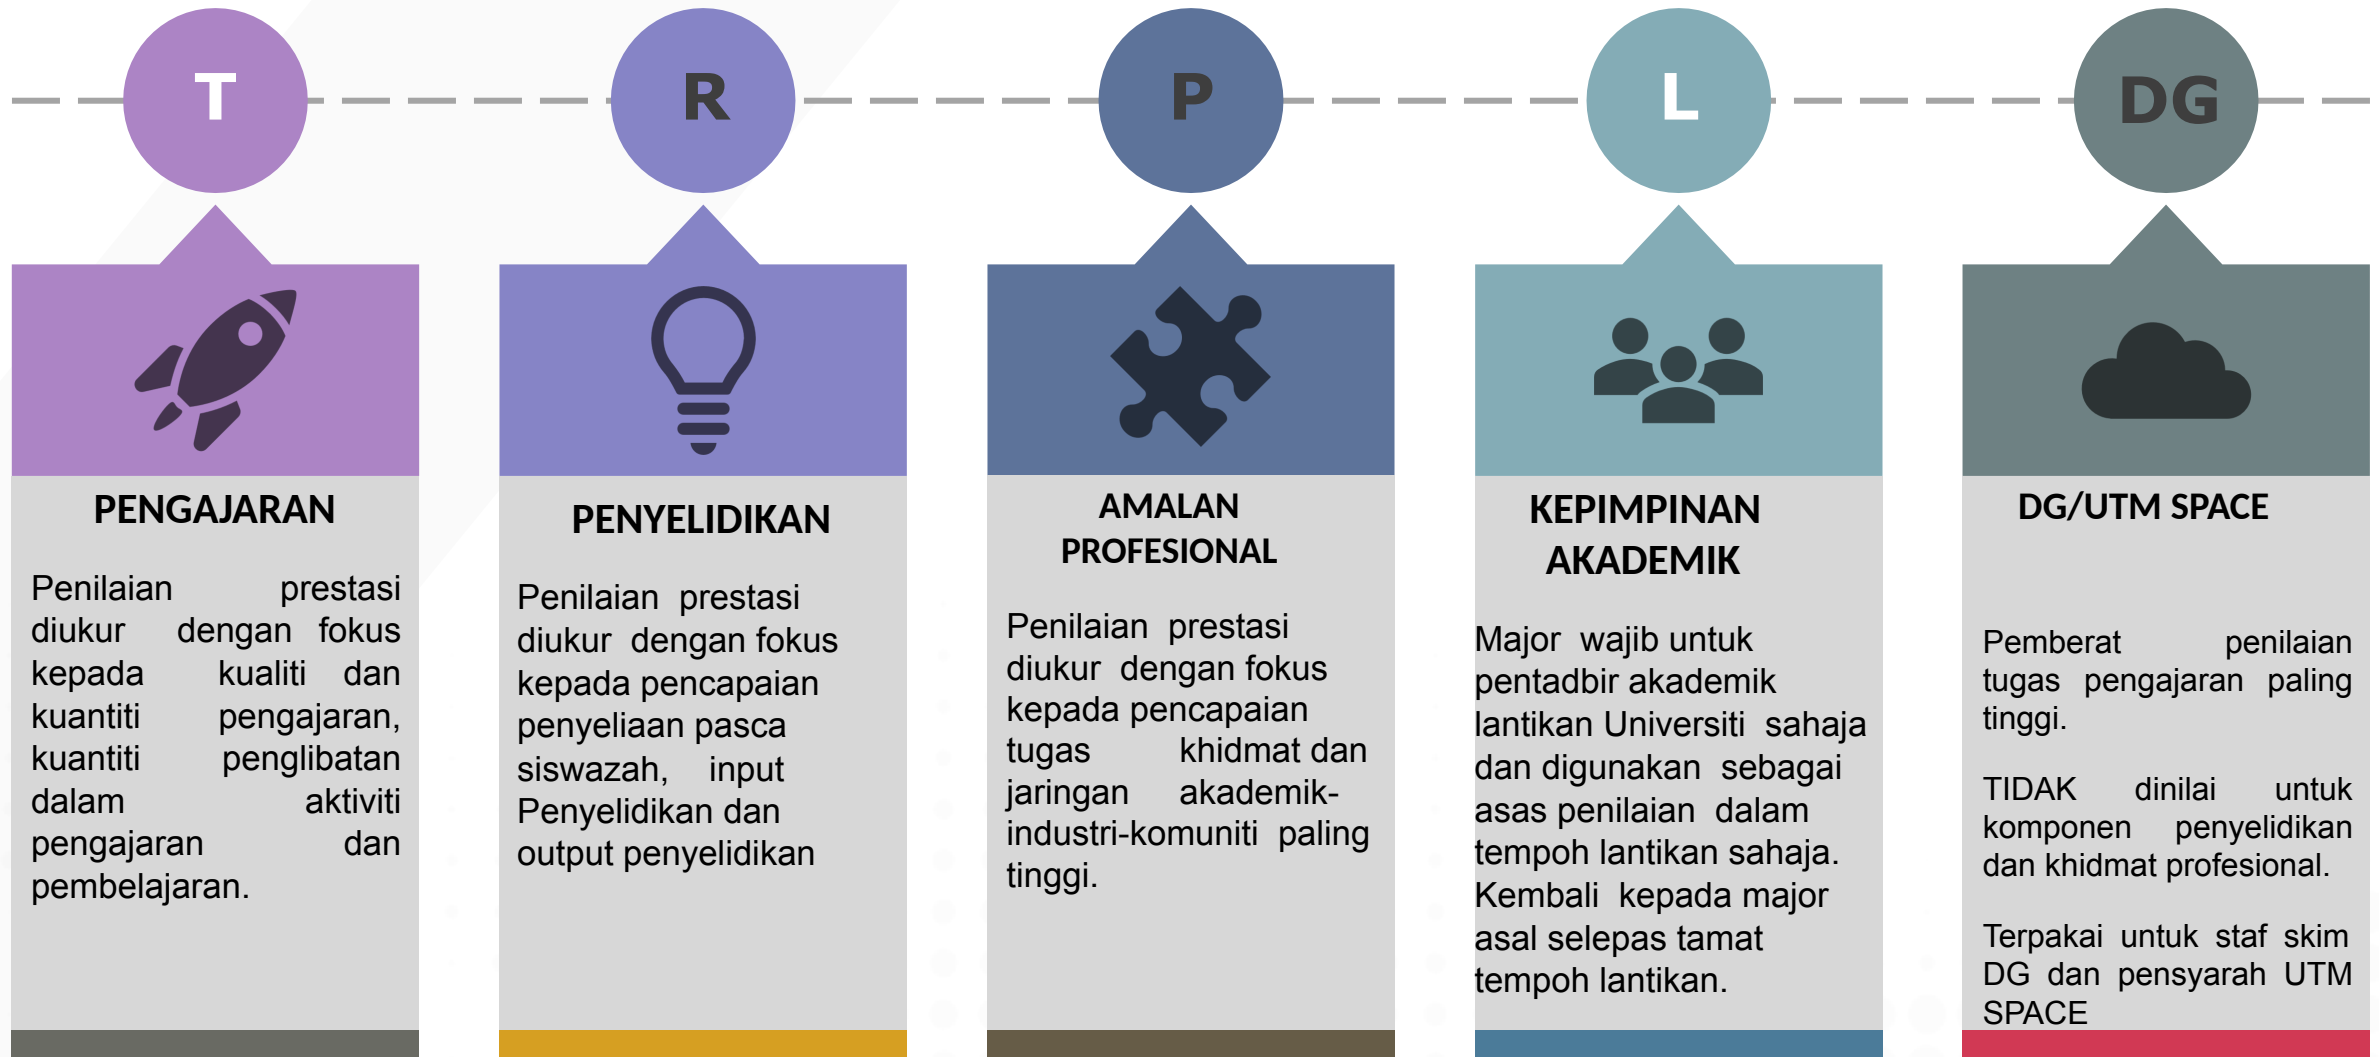 T
R
P
L
DG
PENGAJARAN
Penilaian prestasi
diukur dengan fokus
kepada kualiti dan
kuantiti pengajaran,
kuantiti penglibatan
dalam aktiviti
pengajaran dan
pembelajaran.
PENYELIDIKAN
Penilaian prestasi
diukur dengan fokus
kepada pencapaian
penyeliaan pasca
siswazah, input
Penyelidikan dan
output penyelidikan
AMALAN
PROFESIONAL
Penilaian prestasi
diukur dengan fokus
kepada pencapaian
tugas khidmat dan
jaringan akademik-
industri-komuniti paling
tinggi.
KEPIMPINAN
AKADEMIK
Major wajib untuk
pentadbir akademik
lantikan Universiti sahaja
dan digunakan sebagai
asas penilaian dalam
tempoh lantikan sahaja.
Kembali kepada major
asal selepas tamat
tempoh lantikan.
DG/UTM SPACE
Pemberat penilaian
tugas pengajaran paling
tinggi.
TIDAK dinilai untuk
komponen penyelidikan
dan khidmat profesional.
Terpakai untuk staf skim
DG dan pensyarah UTM
SPACE